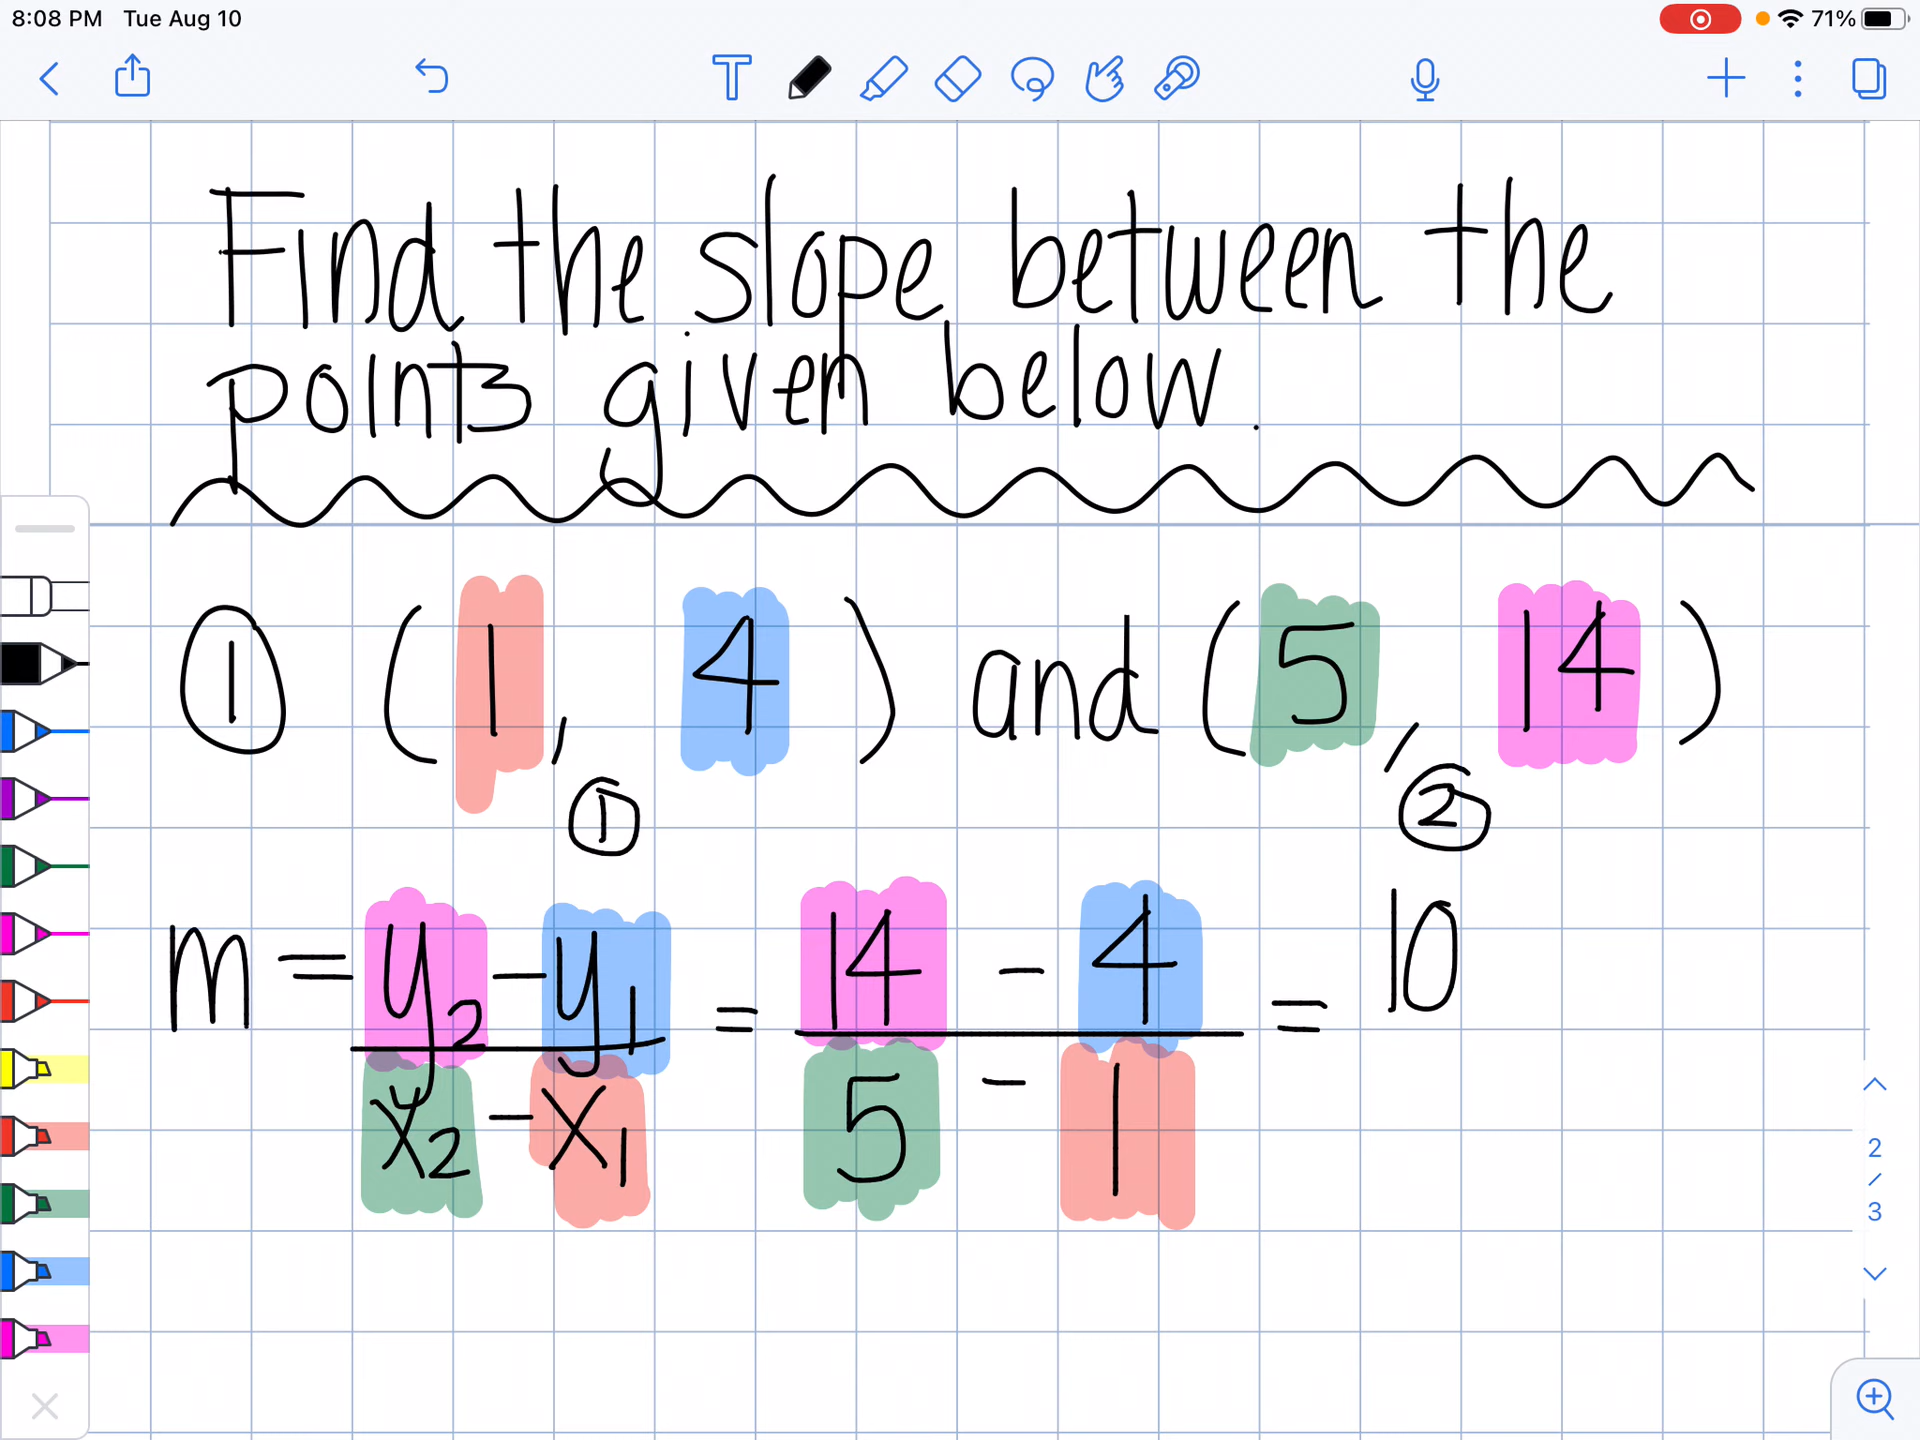 8:08 PM Tue Aug 10 71%
T
Find the slope between the
points given below.
① (1, 4) and (5, 14)
① ②
m = y₂ - y₁ / x₂ - x₁ = 14 - 4 / 5 - 1 = 10
2
/
3